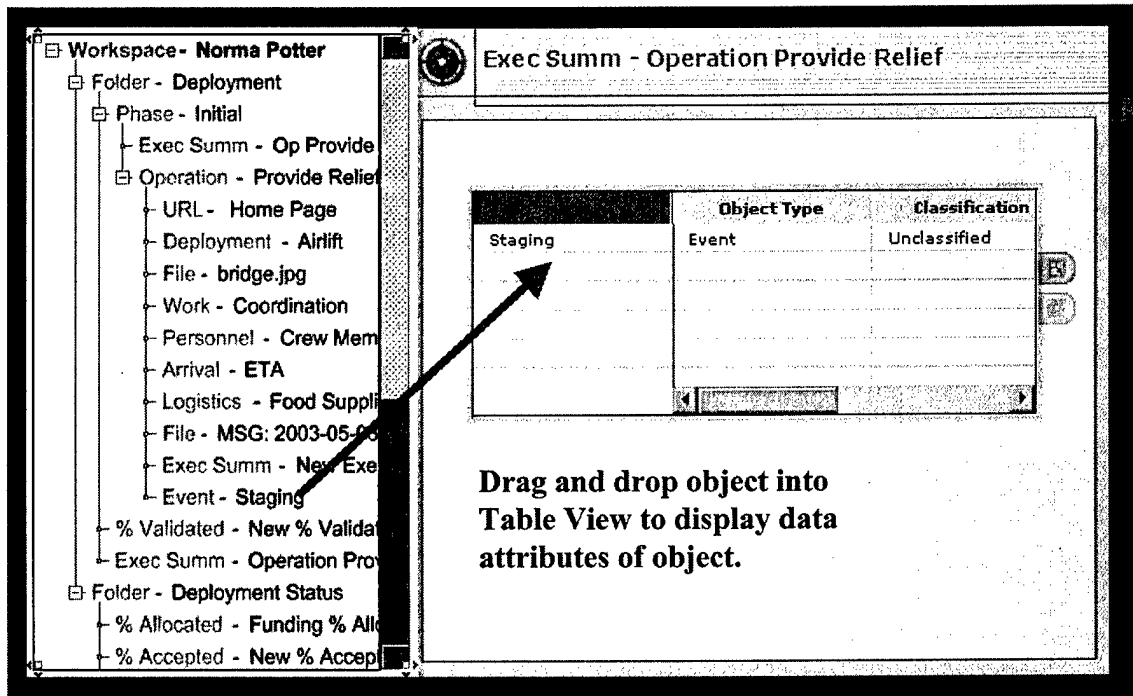 Workspace- Norma Potter
Folder - Deployment
Phase - Initial
Exec Summ - Op Provide
Operation - Provide Relief
URL - Home Page
Deployment - Airlift
File - bridge.jpg
Work - Coordination
Personnel - Crew Mem
Arrival - ETA
Logistics - Food Suppli
File - MSG: 2003-05-
Exec Summ - New Exe
Event - Staging
% Validated - New % Validat
Exec Summ - Operation Prov
Folder - Deployment Status
% Allocated - Funding % Allo
% Accepted - New % Accept
Exec Summ - Operation Provide Relief
Object Type Classification
Staging Event Unclassified
Drag and drop object into
Table View to display data
attributes of object.